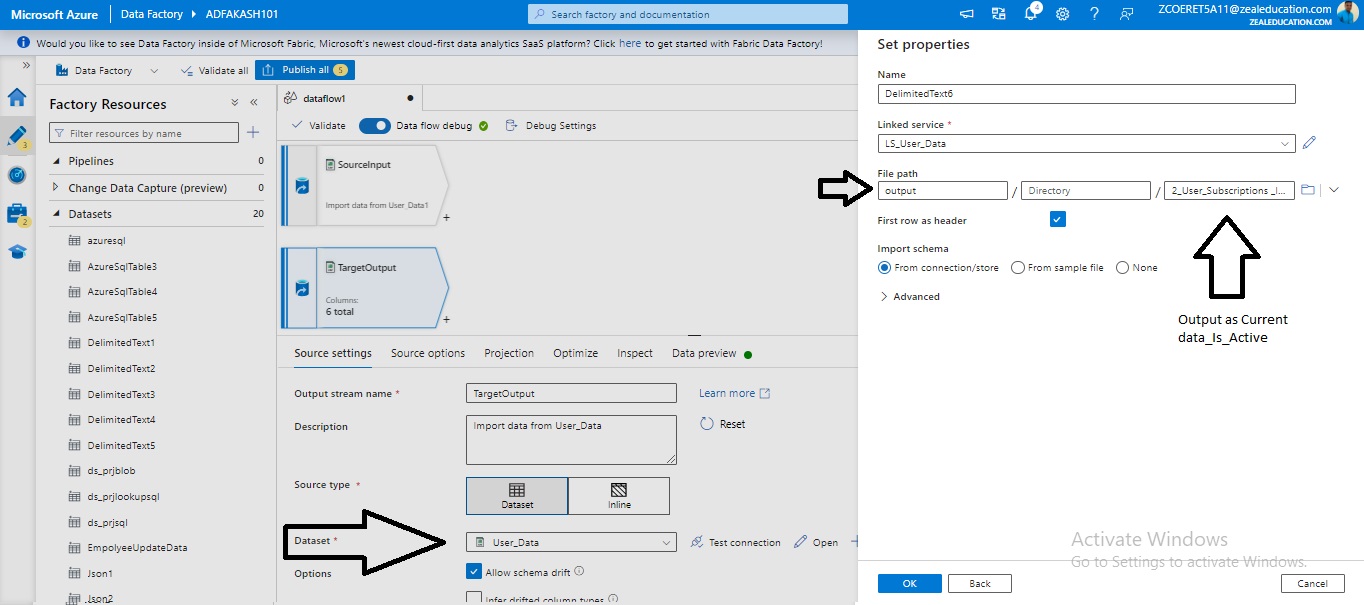 Microsoft Azure
Data Factory
ADFAKASH101
Search factory and documentation
4
ZCOERET5A11@zealeducation.com
ZEALEDUCATION.COM
Would you like to see Data Factory inside of Microsoft Fabric, Microsoft's newest cloud-first data analytics SaaS platform? Click here to get started with Fabric Data Factory!
Data Factory
Validate all
Publish all 5
3
2
Factory Resources
Filter resources by name
Pipelines 0
Change Data Capture (preview) 0
Datasets 20
azuresql
AzureSqlTable3
AzureSqlTable4
AzureSqlTable5
DelimitedText1
DelimitedText2
DelimitedText3
DelimitedText4
DelimitedText5
ds_prjblob
ds_prjlookupsql
ds_prjsql
EmpolyeeUpdateData
Json1
Json2
dataflow1
Validate
Data flow debug
Debug Settings
SourceInput
Import data from User_Data1
+
TargetOutput
Columns:
6 total
+
Source settings
Source options
Projection
Optimize
Inspect
Data preview
Output stream name *
TargetOutput
Learn more
Description
Import data from User_Data
Reset
Source type *
Dataset
Inline
Dataset *
User_Data
Test connection
Open
Options
Allow schema drift
Infer drifted column types
Set properties
Name
DelimitedText6
Linked service *
LS_User_Data
File path
output / Directory / 2_User_Subscriptions _I...
First row as header
Import schema
From connection/store
From sample file
None
Advanced
Output as Current
data_Is_Active
Activate Windows
Go to Settings to activate Windows.
OK
Back
Cancel